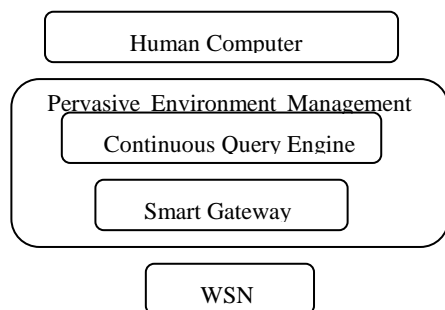 Human Computer
Pervasive Environment Management
Continuous Query Engine
Smart Gateway
WSN